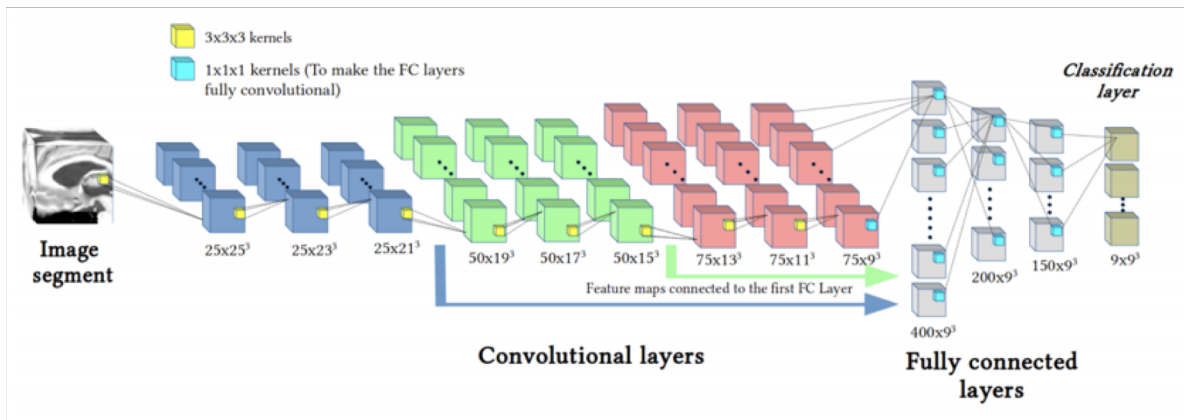 3x3x3 kernels
1x1x1 kernels (To make the FC layers
fully convolutional)
Classification
layer
Image
segment
25x25³
25x23³
25x21³
50x19³
50x17³
50x15³
75x13³
75x11³
75x9³
400x9³
200x9³
150x9³
9x9³
Feature maps connected to the first FC Layer
Convolutional layers
Fully connected
layers